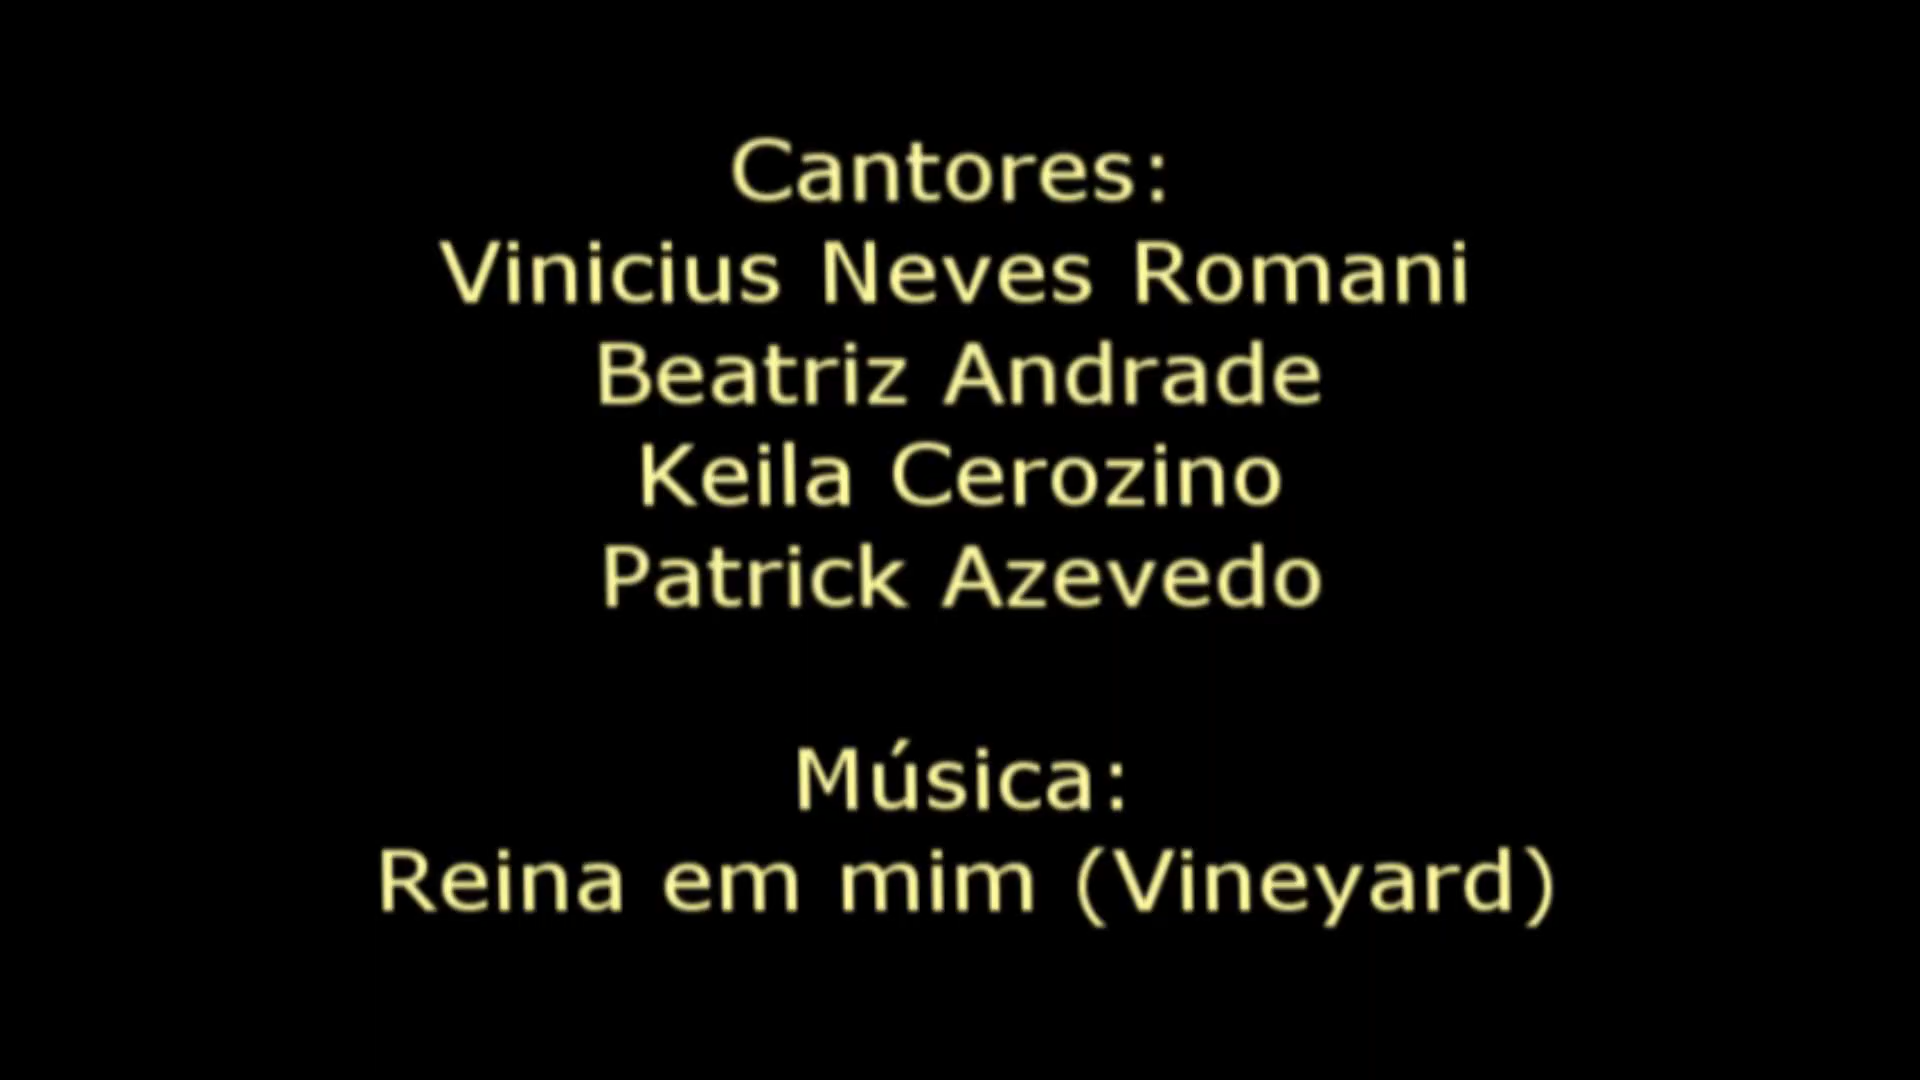 Cantores:
Vinicius Neves Romani
Beatriz Andrade
Keila Cerozino
Patrick Azevedo
Música:
Reina em mim (Vineyard)